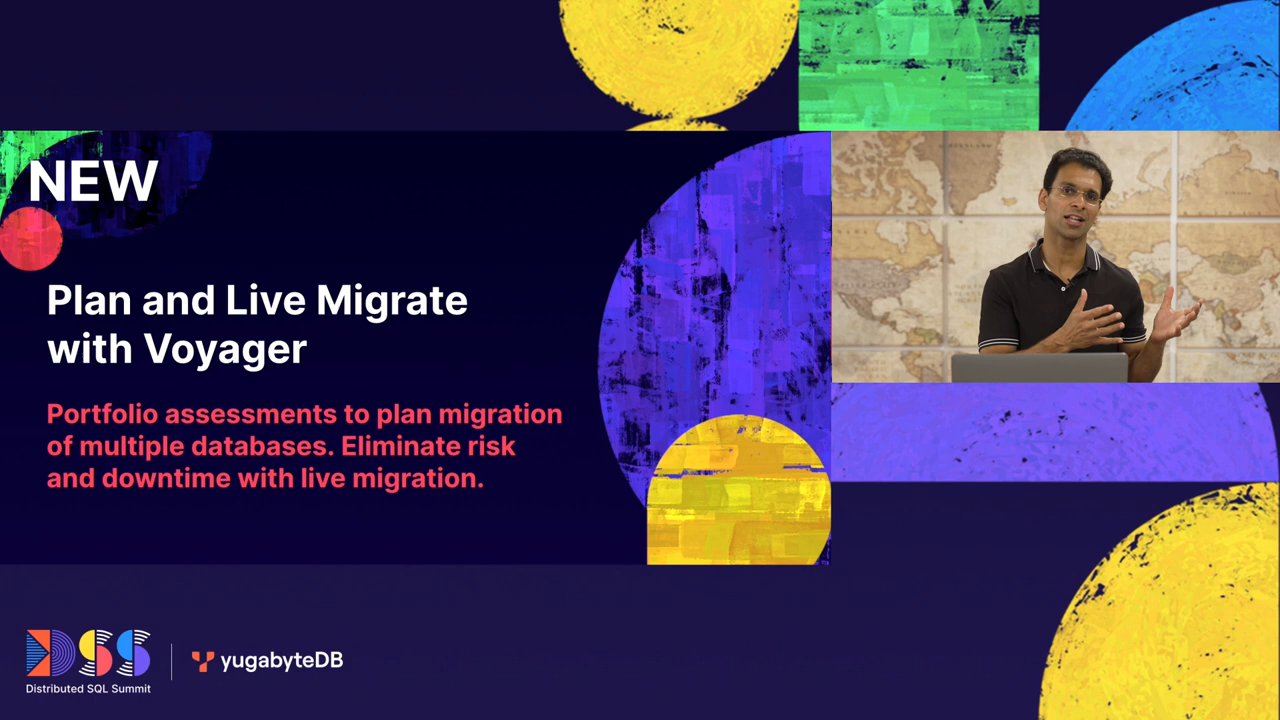 NEW
Plan and Live Migrate
with Voyager
Portfolio assessments to plan migration
of multiple databases. Eliminate risk
and downtime with live migration.
DSS
Distributed SQL Summit
yugabyteDB